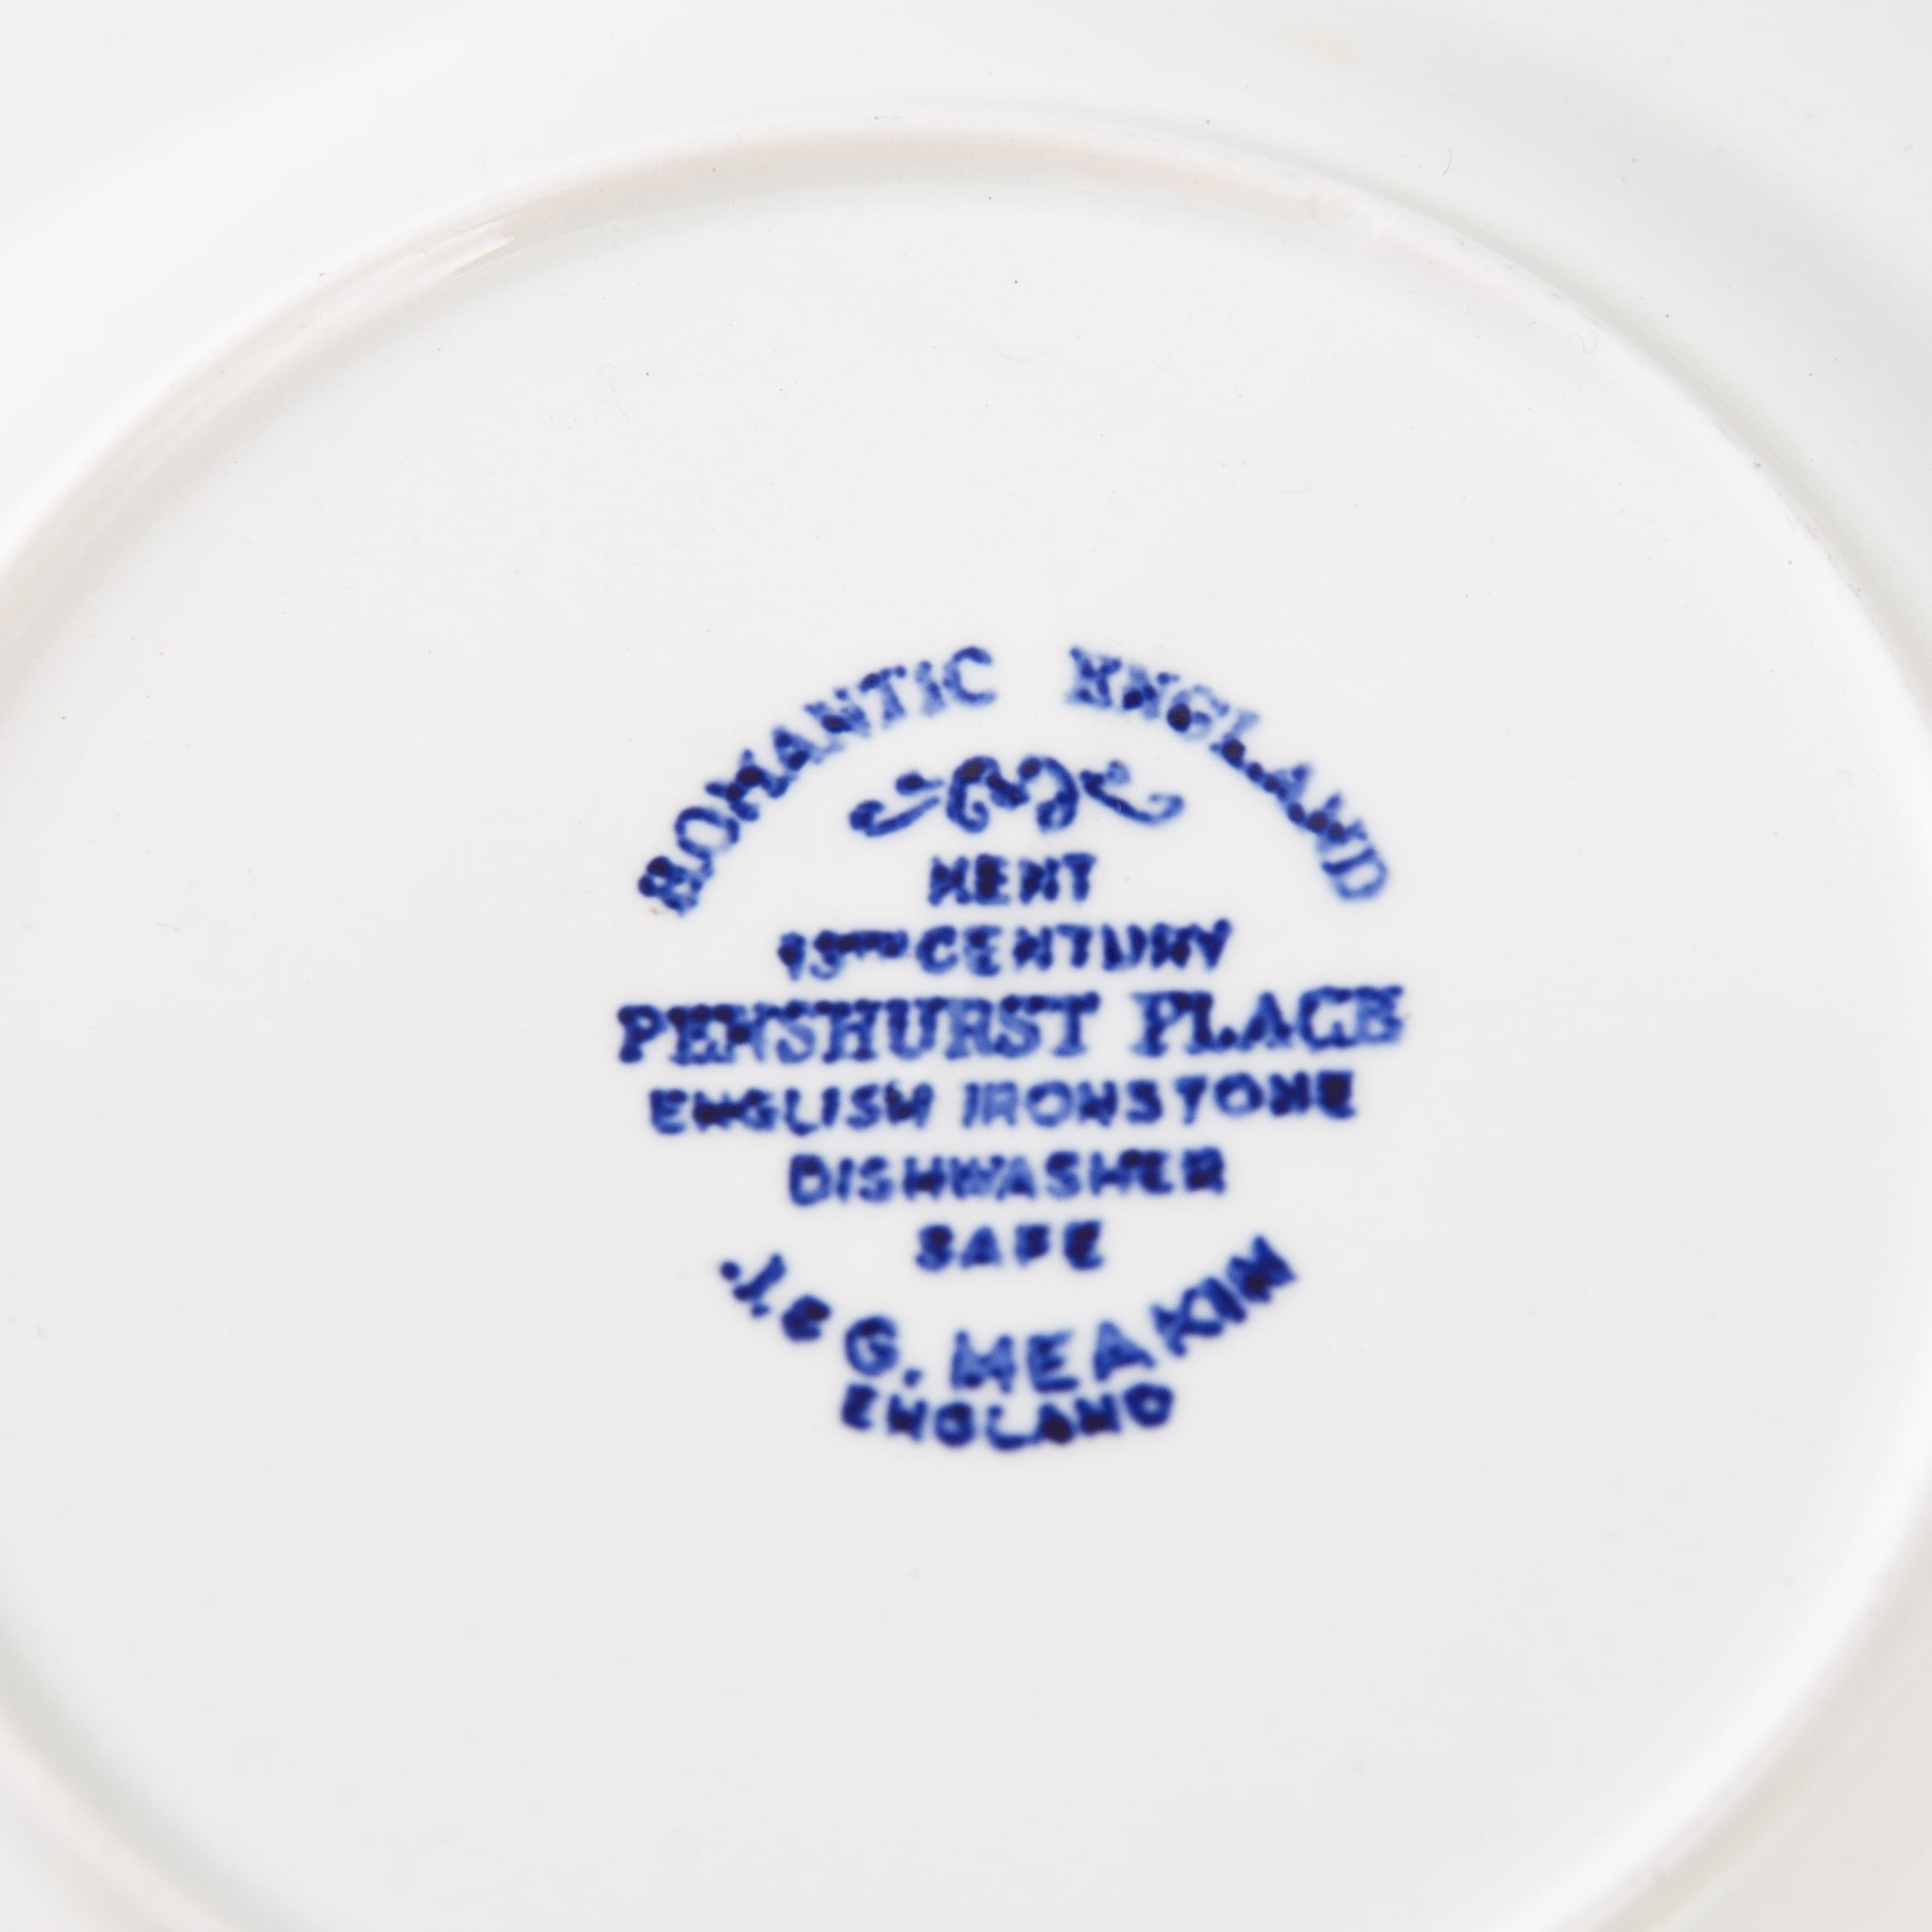 ROMANTIC ENGLAND
KENT
13TH CENTURY
PENSHURST PLACE
ENGLISH IRONSTONE
DISHWASHER
SAFE
J. & G. MEAKIN
ENGLAND